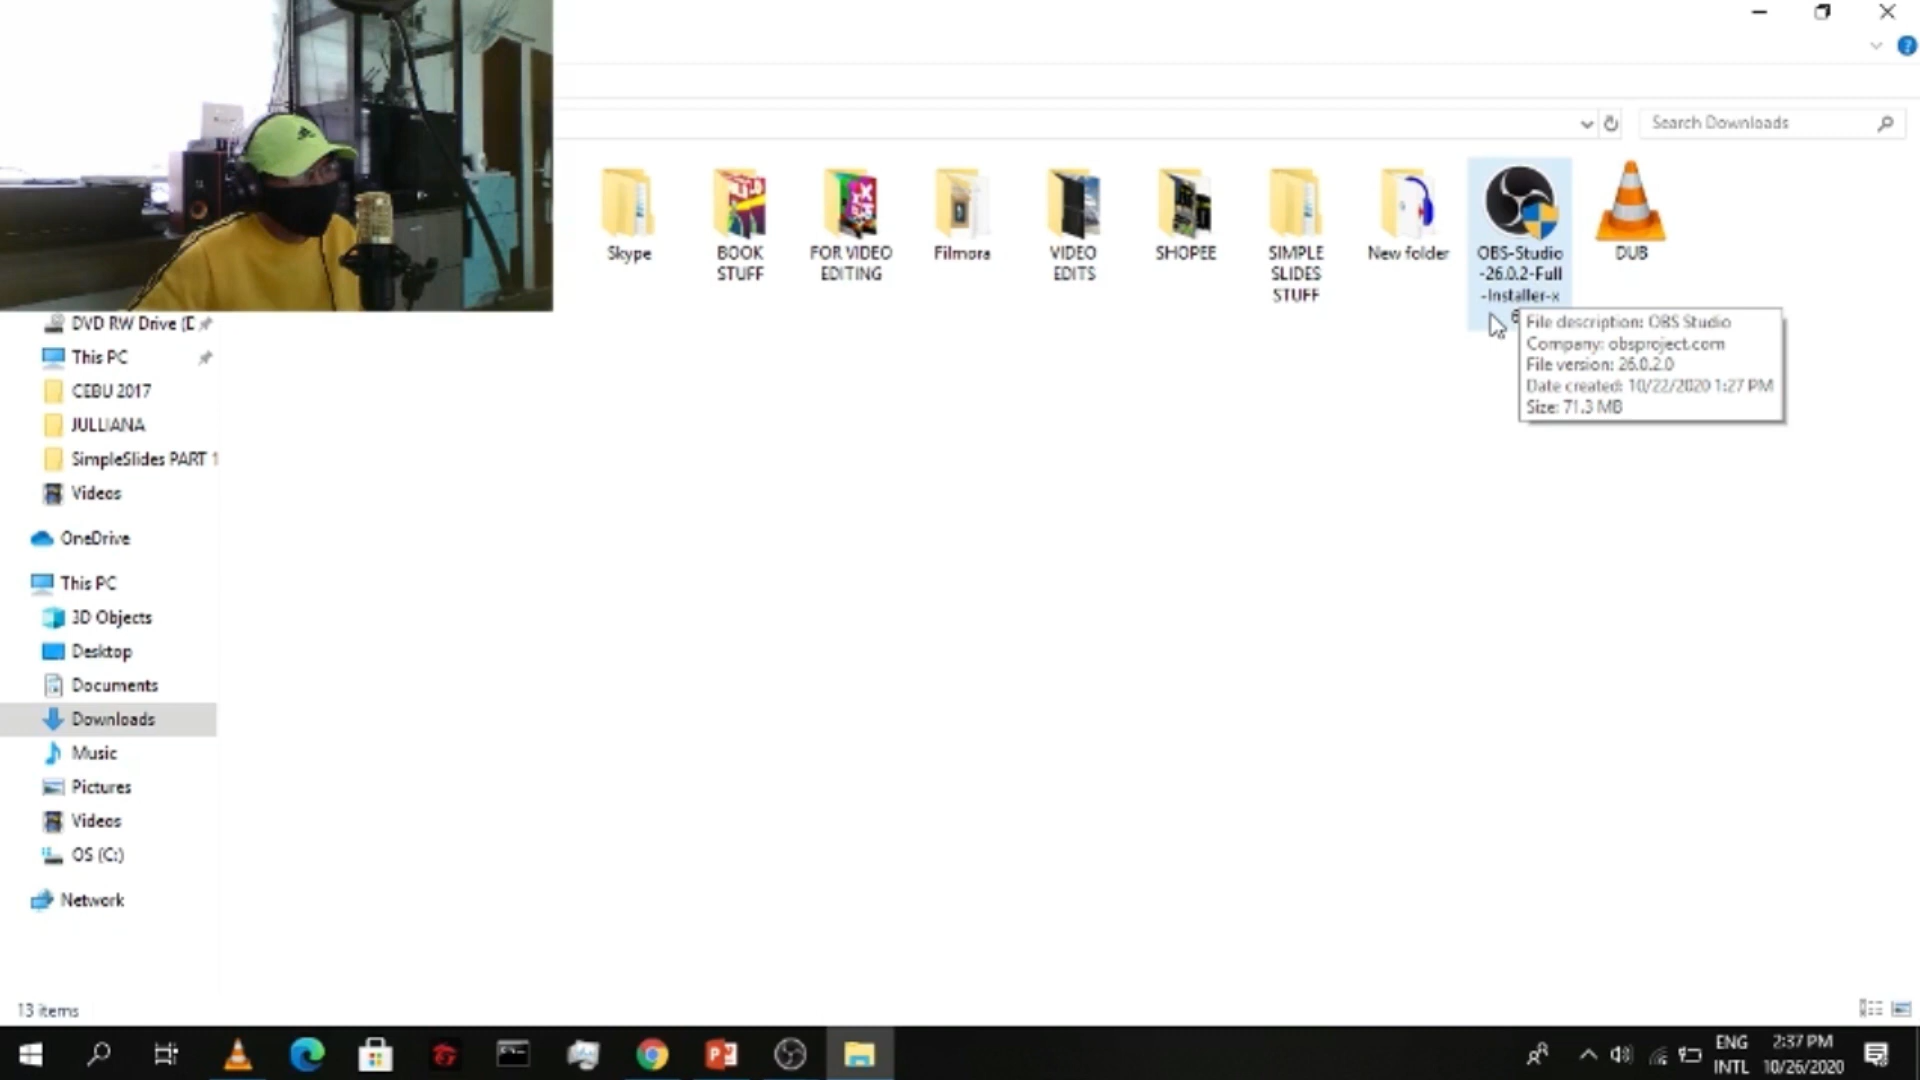 Search Downloads
Skype
BOOK
STUFF
FOR VIDEO
EDITING
Filmora
VIDEO
EDITS
SHOPEE
SIMPLE
SLIDES
STUFF
New folder
OBS-Studio
-26.0.2-Full
-Installer-x
6
DUB
File description: OBS Studio
Company: obsproject.com
File version: 26.0.2.0
Date created: 10/22/2020 1:27 PM
Size: 71.3 MB
DVD RW Drive (E
This PC
CEBU 2017
JULLIANA
SimpleSlides PART 1
Videos
OneDrive
This PC
3D Objects
Desktop
Documents
Downloads
Music
Pictures
Videos
OS (C:)
Network
13 items
ENG
INTL
2:37 PM
10/26/2020